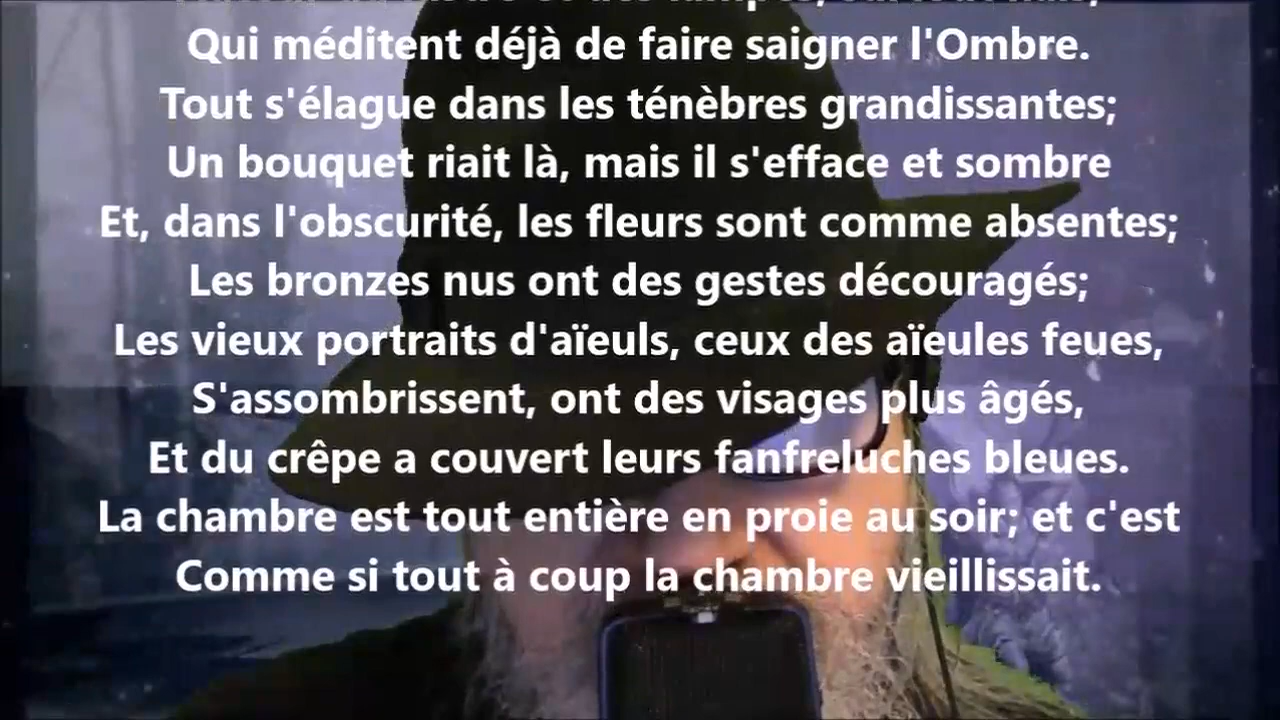 Qui méditent déjà de faire saigner l'Ombre.
Tout s'élague dans les ténèbres grandissantes;
Un bouquet riait là, mais il s'efface et sombre
Et, dans l'obscurité, les fleurs sont comme absentes;
Les bronzes nus ont des gestes découragés;
Les vieux portraits d'aïeuls, ceux des aïeules feues,
S'assombrissent, ont des visages plus âgés,
Et du crêpe a couvert leurs fanfreluches bleues.
La chambre est tout entière en proie au soir; et c'est
Comme si tout à coup la chambre vieillissait.